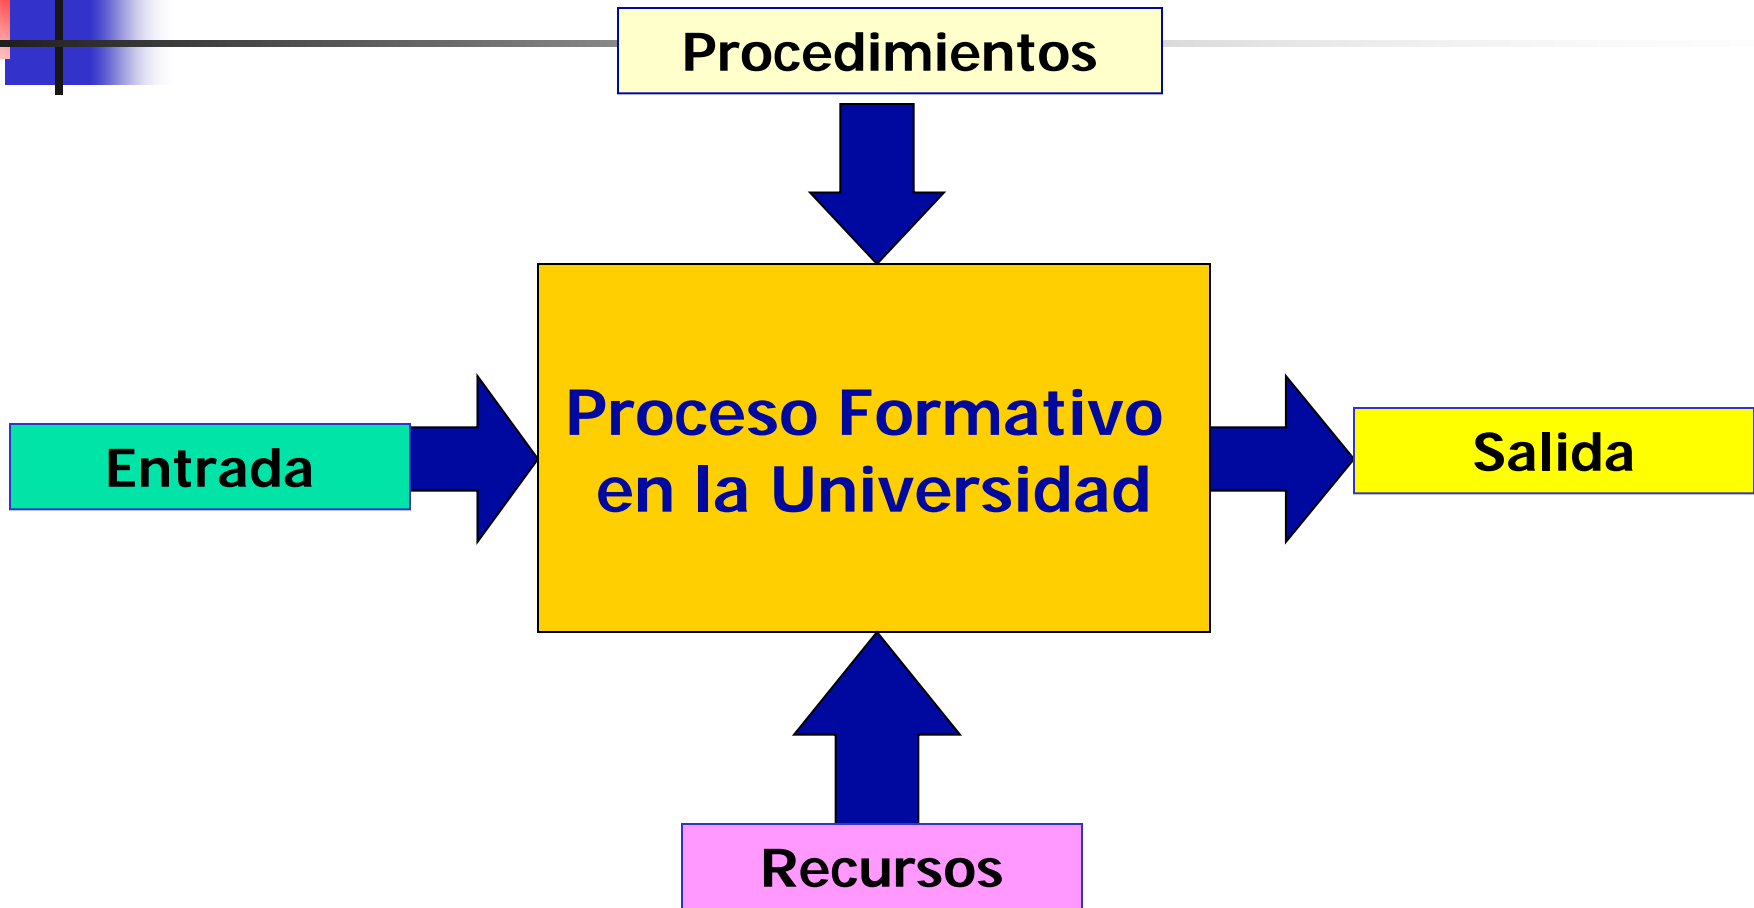 Procedimientos
Entrada
Proceso Formativo
en la Universidad
Salida
Recursos